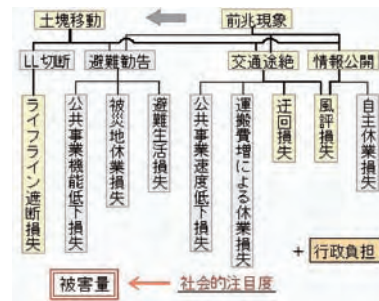 土塊移動
前兆現象
LL切断
避難勧告
交通途絶
情報公開
ライフライン遮断損失
公共事業機能低下損失
被災地休業損失
避難生活損失
公共事業速度低下損失
運搬費増による休業損失
迂回損失
風評損失
自主休業損失
+ 行政負担
被害量
社会的注目度